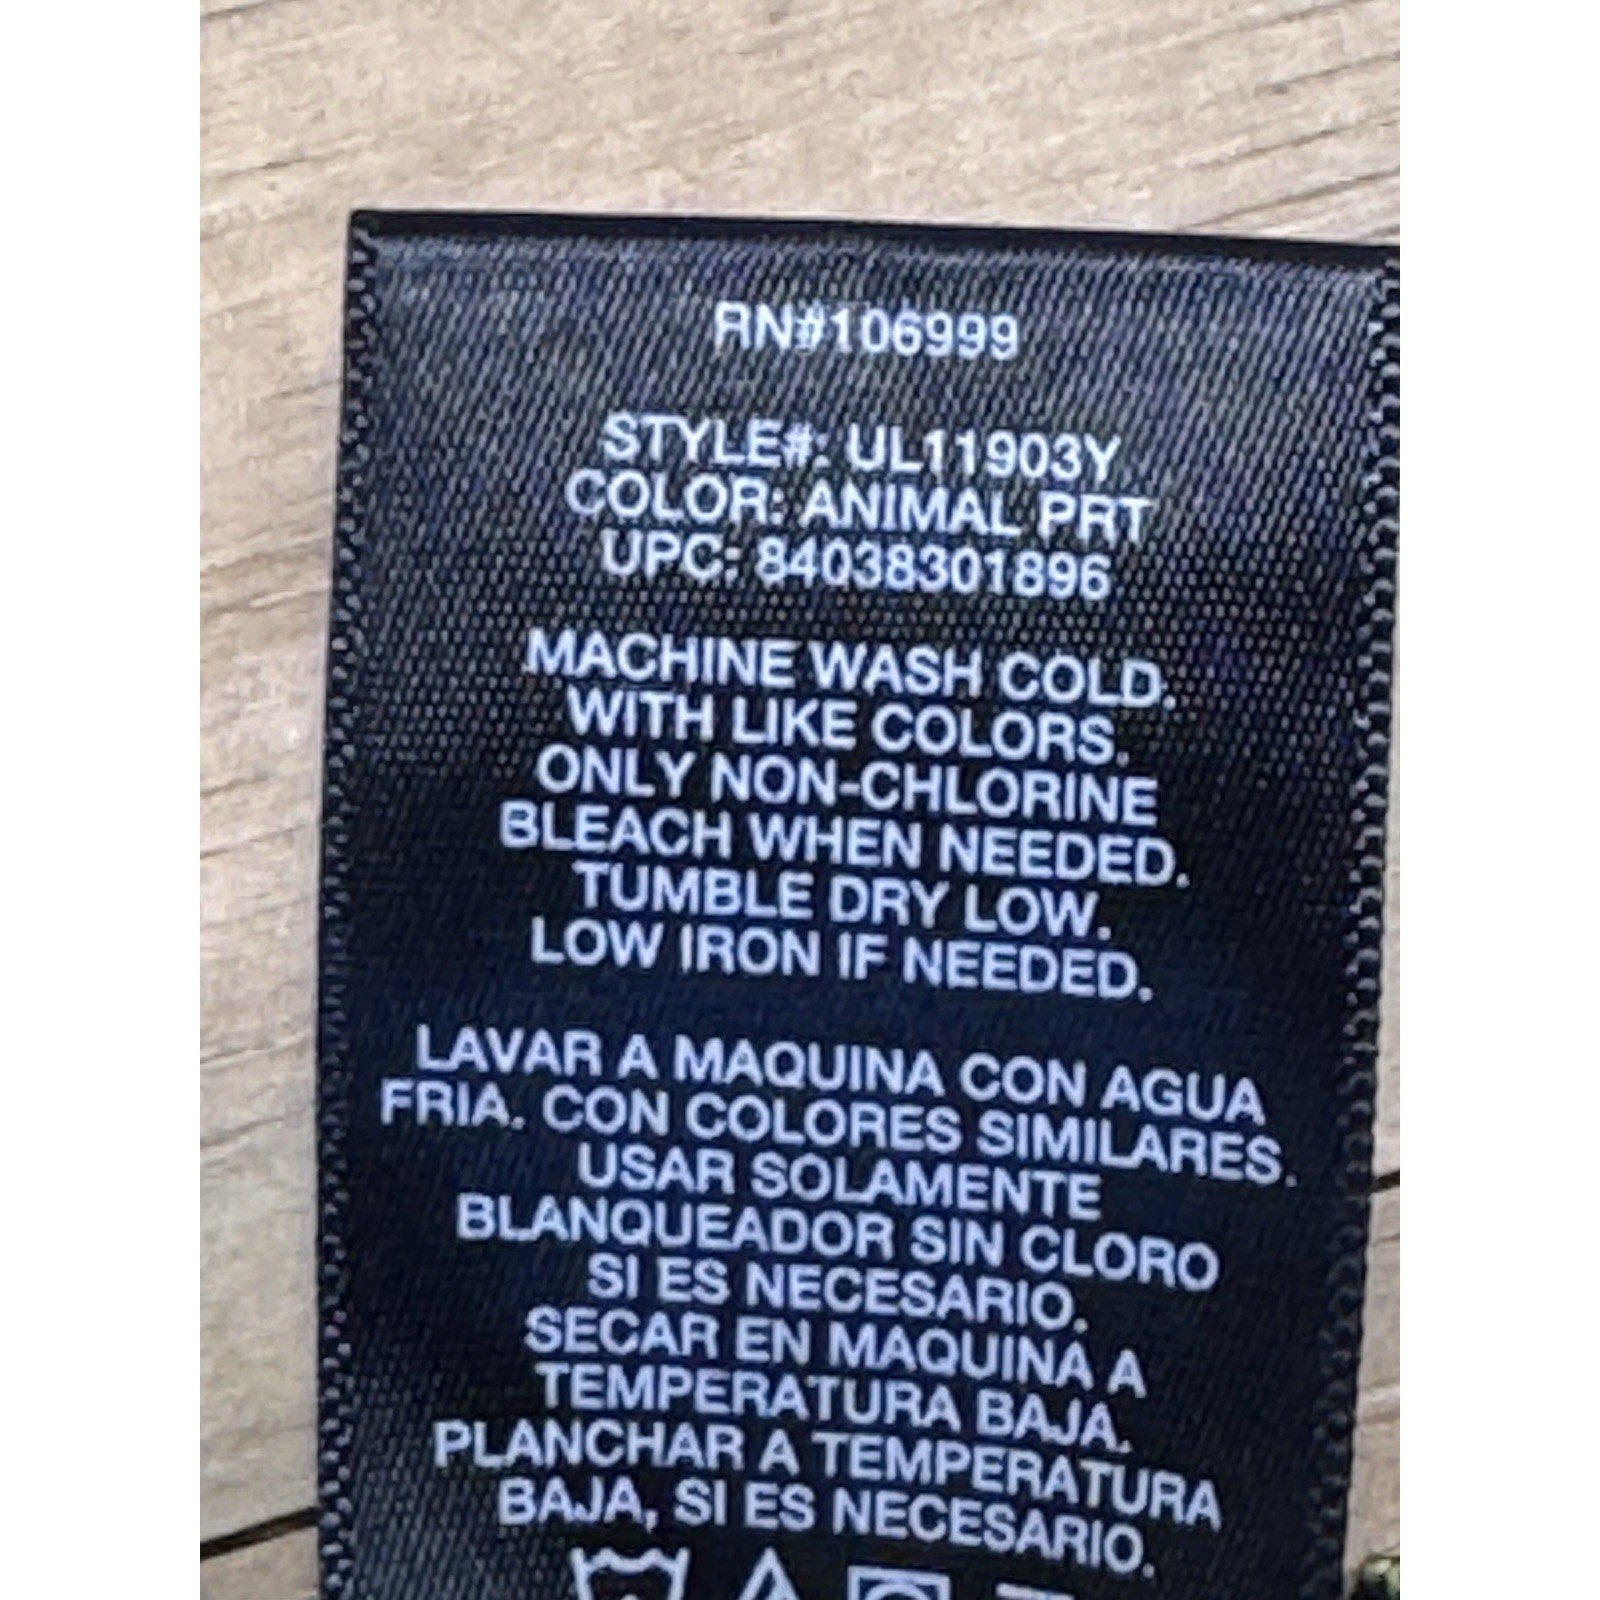 RN#106999
STYLE#: UL11903Y
COLOR: ANIMAL PRT
UPC: 84038301896
MACHINE WASH COLD.
WITH LIKE COLORS.
ONLY NON-CHLORINE
BLEACH WHEN NEEDED.
TUMBLE DRY LOW.
LOW IRON IF NEEDED.
LAVAR A MAQUINA CON AGUA
FRIA. CON COLORES SIMILARES.
USAR SOLAMENTE
BLANQUEADOR SIN CLORO
SI ES NECESARIO.
SECAR EN MAQUINA A
TEMPERATURA BAJA.
PLANCHAR A TEMPERATURA
BAJA, SI ES NECESARIO.